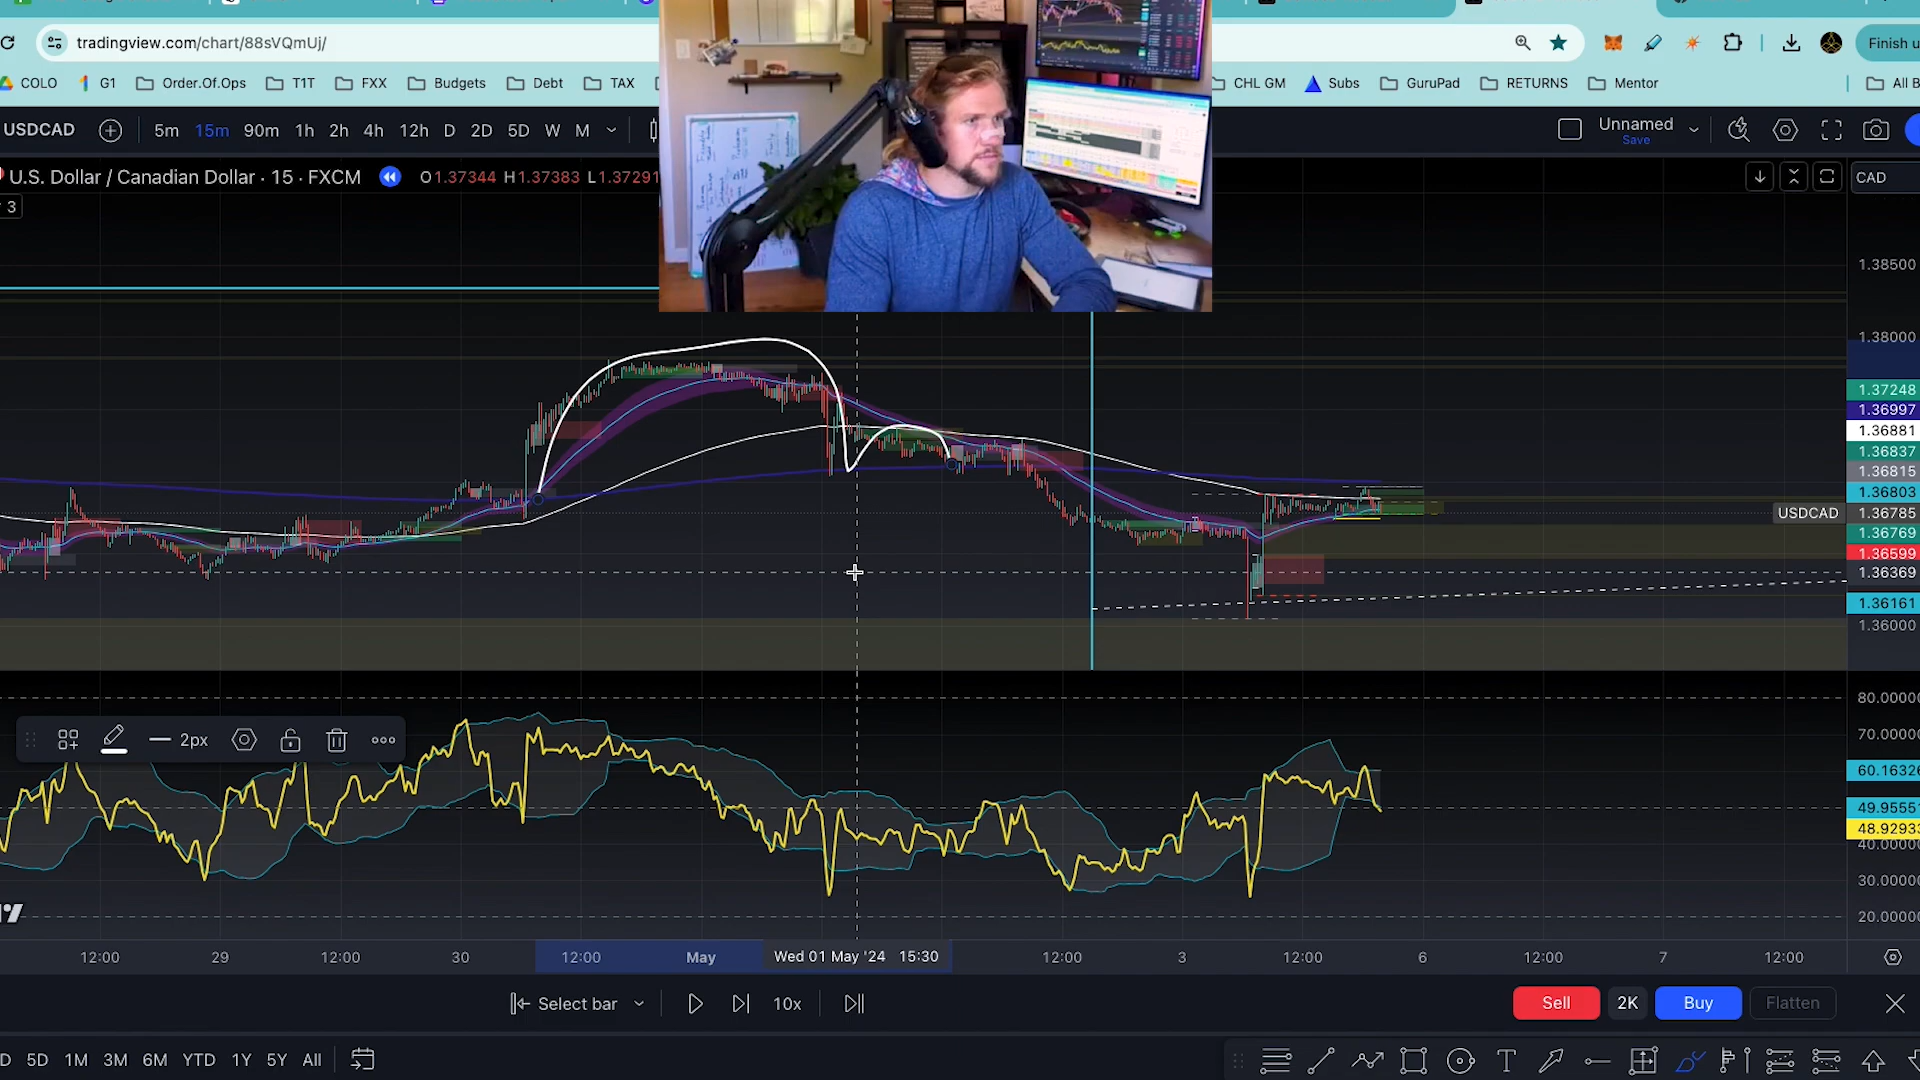 tradingview.com/chart/88sVQmUj/
Finish u
COLO G1 Order.Of.Ops T1T FXX Budgets Debt TAX CHL GM Subs GuruPad RETURNS Mentor All B
USDCAD 5m 15m 90m 1h 2h 4h 12h D 2D 5D W M Unnamed
Save
U.S. Dollar / Canadian Dollar · 15 · FXCM O1.37344 H1.37383 L1.37291 CAD
3
1.38500
1.38000
1.37248
1.36997
1.36881
1.36837
1.36815
1.36803
USDCAD 1.36785
1.36769
1.36599
1.36369
1.36161
1.36000
80.00000
2px
70.00000
60.16326
49.95551
48.92933
40.00000
30.00000
20.00000
12:00 29 12:00 30 12:00 May Wed 01 May '24 15:30 12:00 3 12:00 6 12:00 7 12:00
Select bar 10x Sell 2K Buy Flatten
D 5D 1M 3M 6M YTD 1Y 5Y All